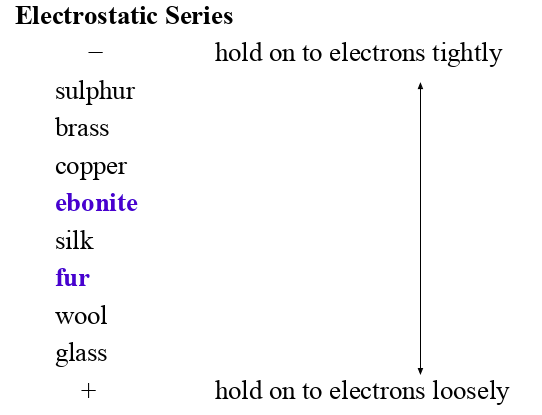 Electrostatic Series
− hold on to electrons tightly
sulphur
brass
copper
ebonite
silk
fur
wool
glass
+ hold on to electrons loosely